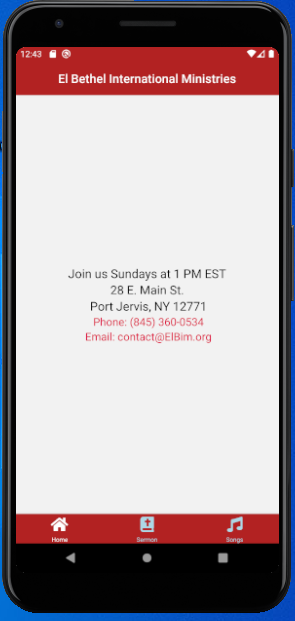 12:43
El Bethel International Ministries
Join us Sundays at 1 PM EST
28 E. Main St.
Port Jervis, NY 12771
Phone: (845) 360-0534
Email: contact@ElBim.org
Home
Sermon
Songs